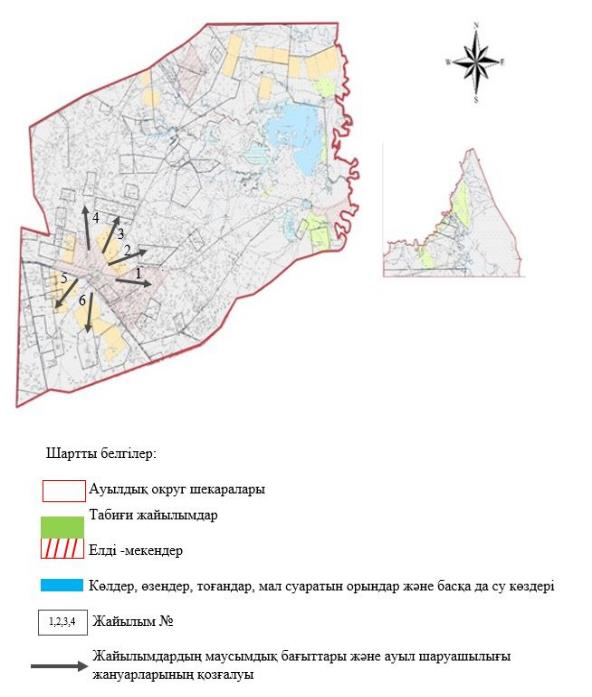 N
W E
S
4
3
2
1
5
6
Шартты белгілер:
Ауылдық округ шекаралары
Табиғи жайылымдар
Елді -мекендер
Көлдер, өзендер, тоғандар, мал суаратын орындар және басқа да су көздері
1,2,3,4 Жайылым №
Жайылымдардың маусымдық бағыттары және ауыл шаруашылығы
жануарларының қозғалуы